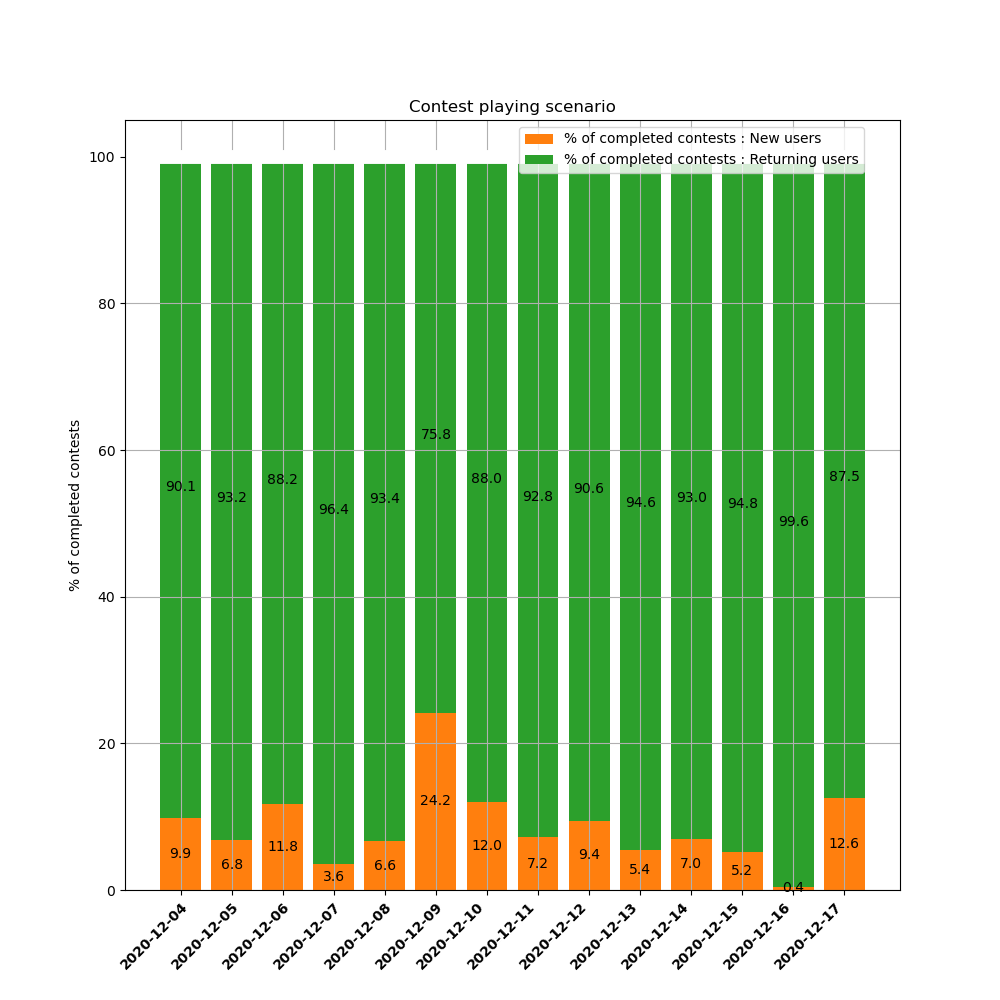 Contest playing scenario
% of completed contests : New users
% of completed contests : Returning users
% of completed contests
100
80
60
40
20
0
90.1 93.2 88.2 96.4 93.4 75.8 88.0 92.8 90.6 94.6 93.0 94.8 99.6 87.5
9.9 6.8 11.8 3.6 6.6 24.2 12.0 7.2 9.4 5.4 7.0 5.2 0.4 12.6
2020-12-04 2020-12-05 2020-12-06 2020-12-07 2020-12-08 2020-12-09 2020-12-10 2020-12-11 2020-12-12 2020-12-13 2020-12-14 2020-12-15 2020-12-16 2020-12-17